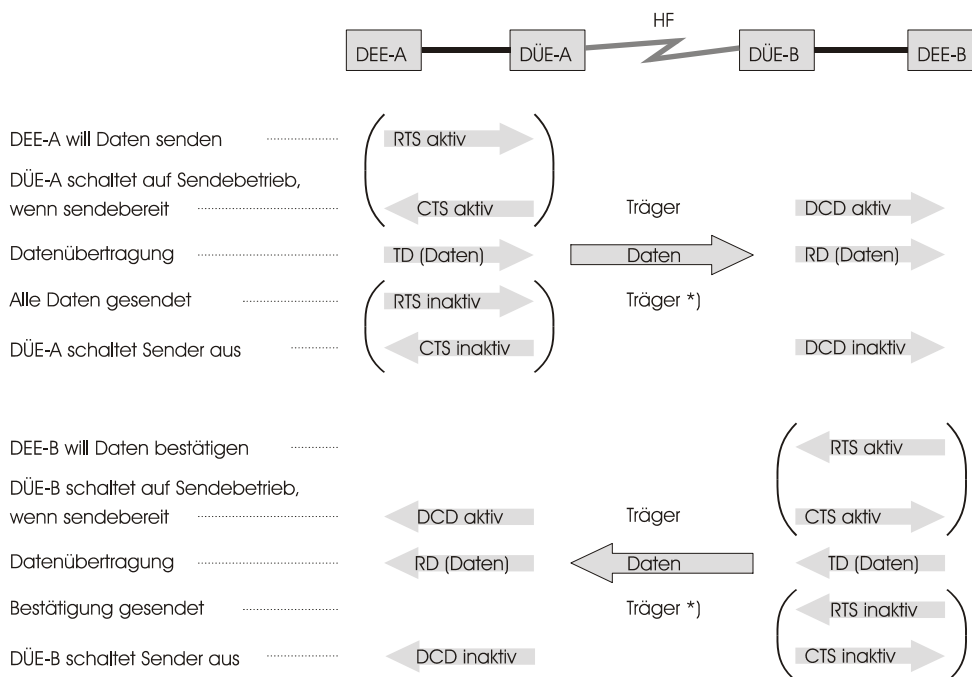 HF
DEE-A DÜE-A DÜE-B DEE-B
DEE-A will Daten senden RTS aktiv
DÜE-A schaltet auf Sendebetrieb,
wenn sendebereit CTS aktiv Träger DCD aktiv
Datenübertragung TD (Daten) Daten RD (Daten)
Alle Daten gesendet RTS inaktiv Träger *)
DÜE-A schaltet Sender aus CTS inaktiv DCD inaktiv
DEE-B will Daten bestätigen RTS aktiv
DÜE-B schaltet auf Sendebetrieb,
wenn sendebereit DCD aktiv Träger CTS aktiv
Datenübertragung RD (Daten) Daten TD (Daten)
Bestätigung gesendet Träger *) RTS inaktiv
DÜE-B schaltet Sender aus DCD inaktiv CTS inaktiv